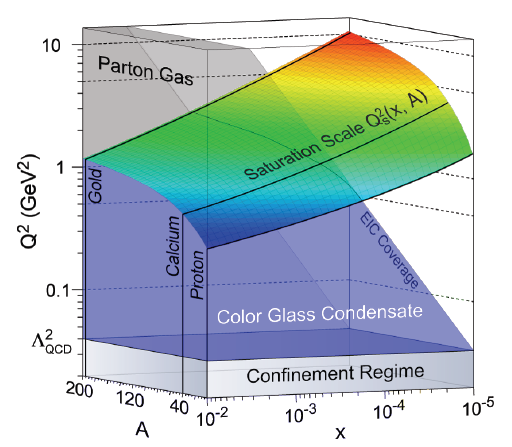 10
Parton Gas
Saturation Scale Q²ₛ(x, A)
1
Gold
Q² (GeV²)
Calcium
Proton
EIC Coverage
0.1
Color Glass Condensate
Λ²QCD
Confinement Regime
200
120
40
10⁻²
10⁻³
10⁻⁴
10⁻⁵
A
x